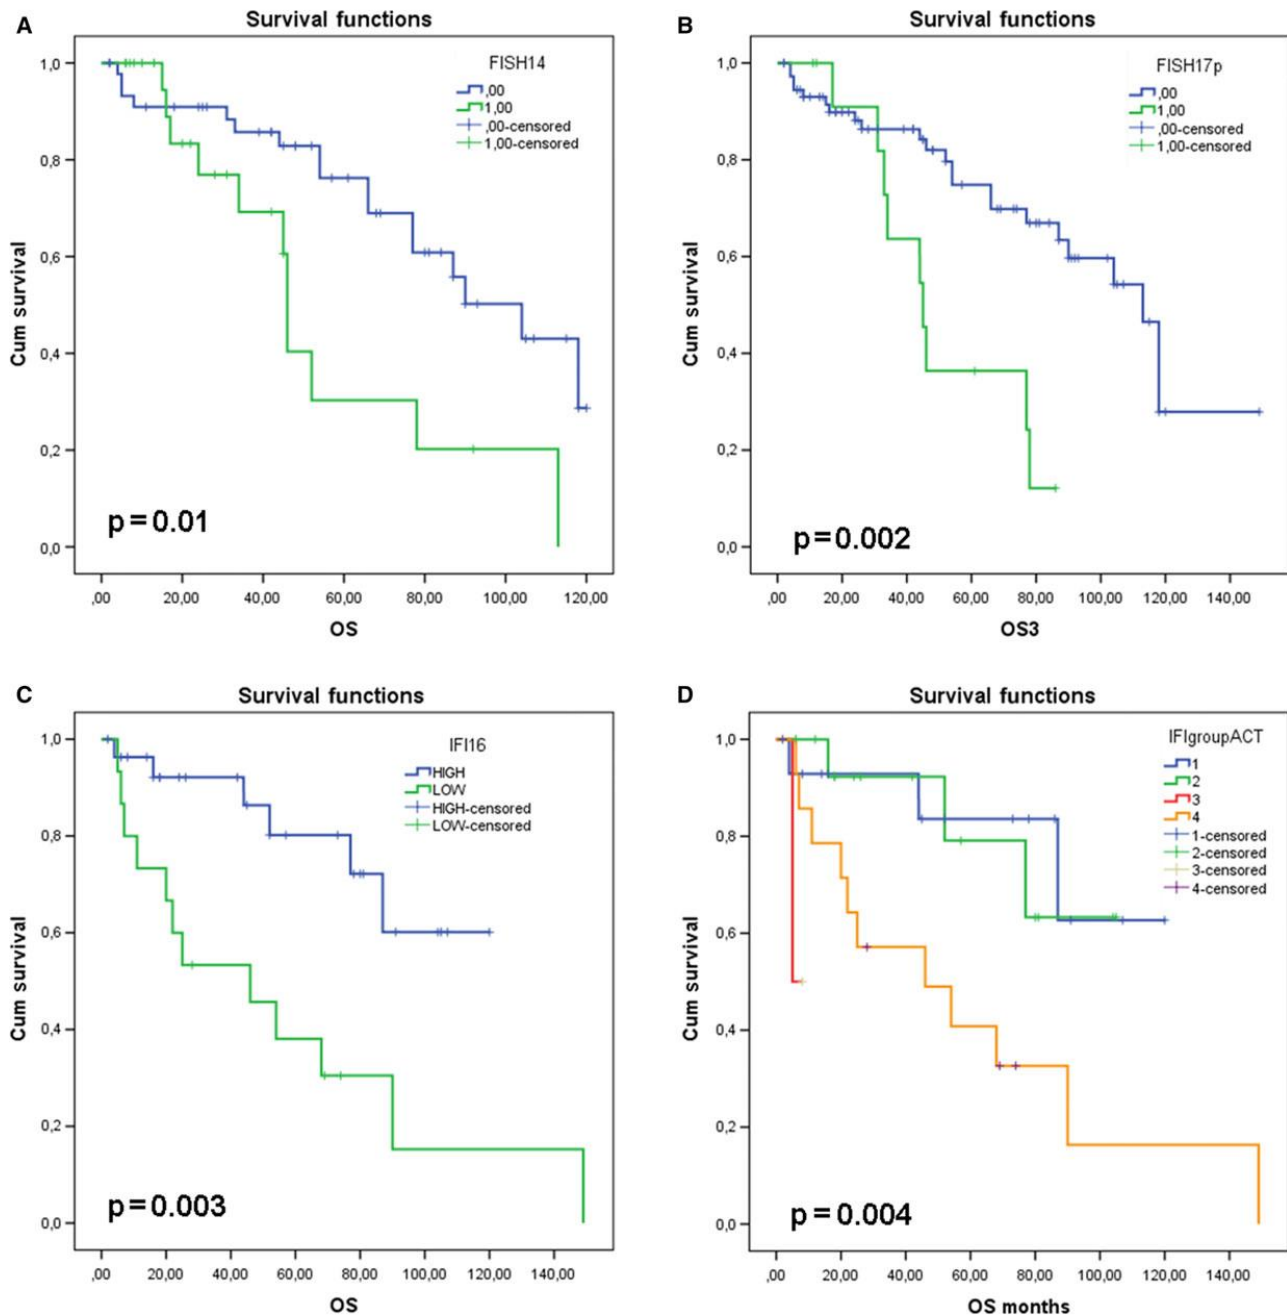 A
Survival functions
FISH14
,00
1,00
,00-censored
1,00-censored
Cum survival
1,0
0,8
0,6
0,4
0,2
0,0
p=0.01
,00 20,00 40,00 60,00 80,00 100,00 120,00
OS
B
Survival functions
FISH17p
,00
1,00
,00-censored
1,00-censored
Cum survival
1,0
0,8
0,6
0,4
0,2
0,0
p=0.002
,00 20,00 40,00 60,00 80,00 100,00 120,00 140,00
OS3
C
Survival functions
IFI16
HIGH
LOW
HIGH-censored
LOW-censored
Cum survival
1,0
0,8
0,6
0,4
0,2
0,0
p=0.003
,00 20,00 40,00 60,00 80,00 100,00 120,00 140,00
OS
D
Survival functions
IFIgroupACT
1
2
3
4
1-censored
2-censored
3-censored
4-censored
Cum survival
1,0
0,8
0,6
0,4
0,2
0,0
p=0.004
,00 20,00 40,00 60,00 80,00 100,00 120,00 140,00
OS months